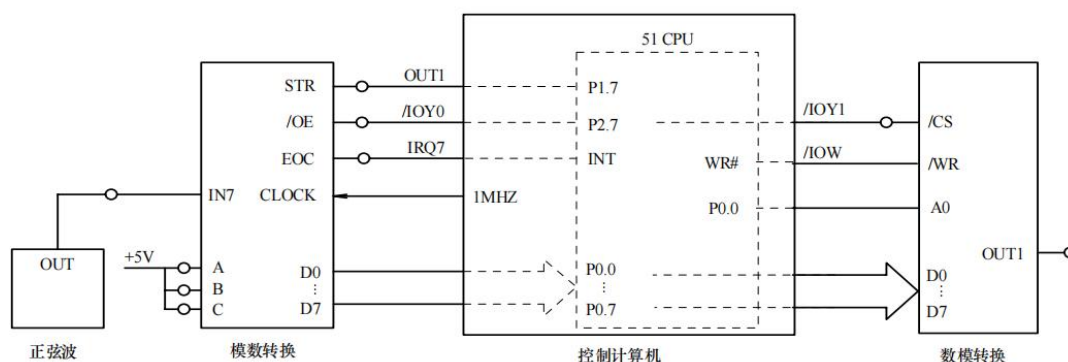 正弦波
OUT
+5V
模数转换
IN7
A
B
C
STR
/OE
EOC
CLOCK
D0
⋮
D7
OUT1
/IOY0
IRQ7
控制计算机
1MHZ
51 CPU
P1.7
P2.7
INT
WR#
P0.0
P0.0
⋮
P0.7
/IOY1
/IOW
数模转换
/CS
/WR
A0
OUT1
D0
⋮
D7